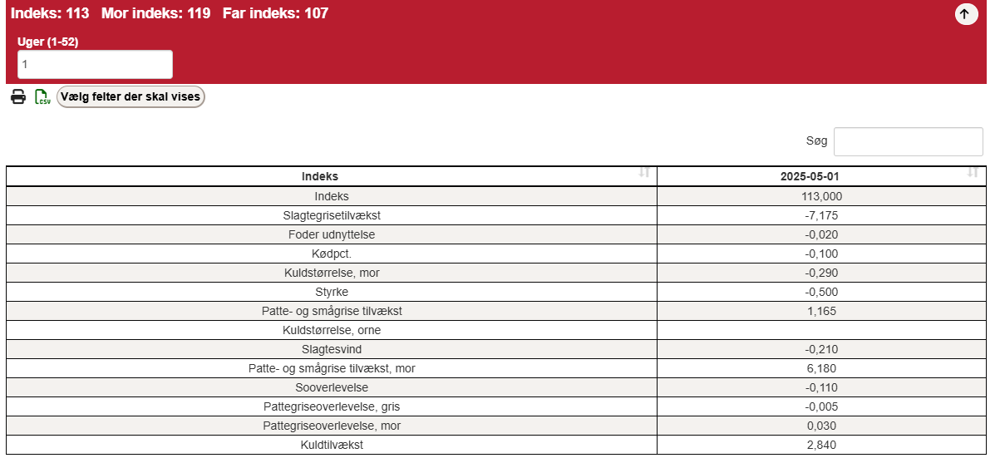 Indeks: 113 Mor indeks: 119 Far indeks: 107
Uger (1-52)
1
CSV Vælg felter der skal vises
Søg
Indeks 2025-05-01
Indeks 113,000
Slagtegrisetilvækst -7,175
Foder udnyttelse -0,020
Kødpct. -0,100
Kuldstørrelse, mor -0,290
Styrke -0,500
Patte- og smågrise tilvækst 1,165
Kuldstørrelse, orne
Slagtesvind -0,210
Patte- og smågrise tilvækst, mor 6,180
Sooverlevelse -0,110
Pattegriseoverlevelse, gris -0,005
Pattegriseoverlevelse, mor 0,030
Kuldtilvækst 2,840